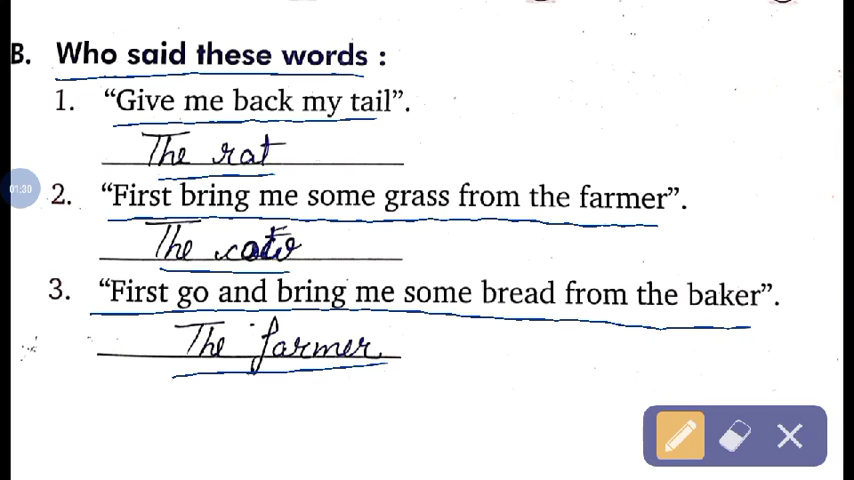 B. Who said these words :
1. “Give me back my tail”.
The rat
01:30
2. “First bring me some grass from the farmer”.
The
3. “First go and bring me some bread from the baker”.
The farmer